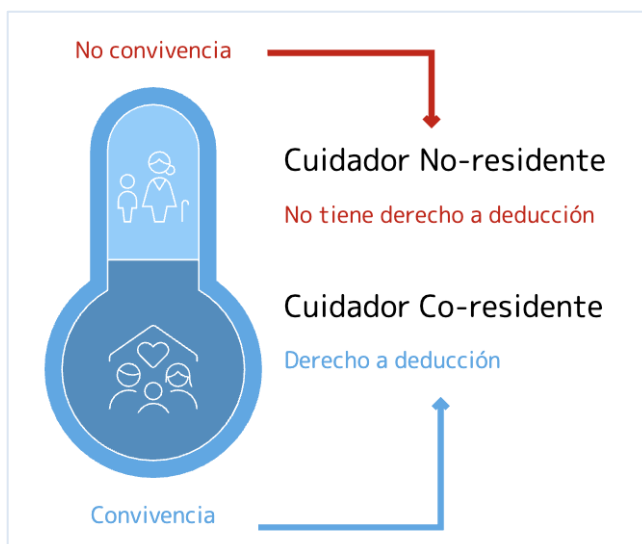 No convivencia
Cuidador No-residente
No tiene derecho a deducción
Cuidador Co-residente
Derecho a deducción
Convivencia